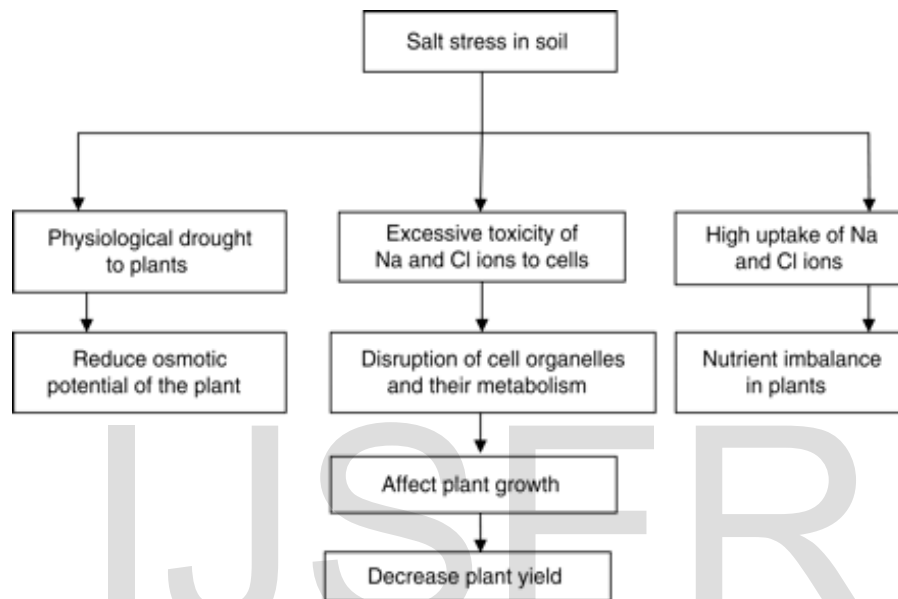 Salt stress in soil
Physiological drought
to plants
Excessive toxicity of
Na and Cl ions to cells
High uptake of Na
and Cl ions
Reduce osmotic
potential of the plant
Disruption of cell organelles
and their metabolism
Nutrient imbalance
in plants
Affect plant growth
Decrease plant yield
IJSER